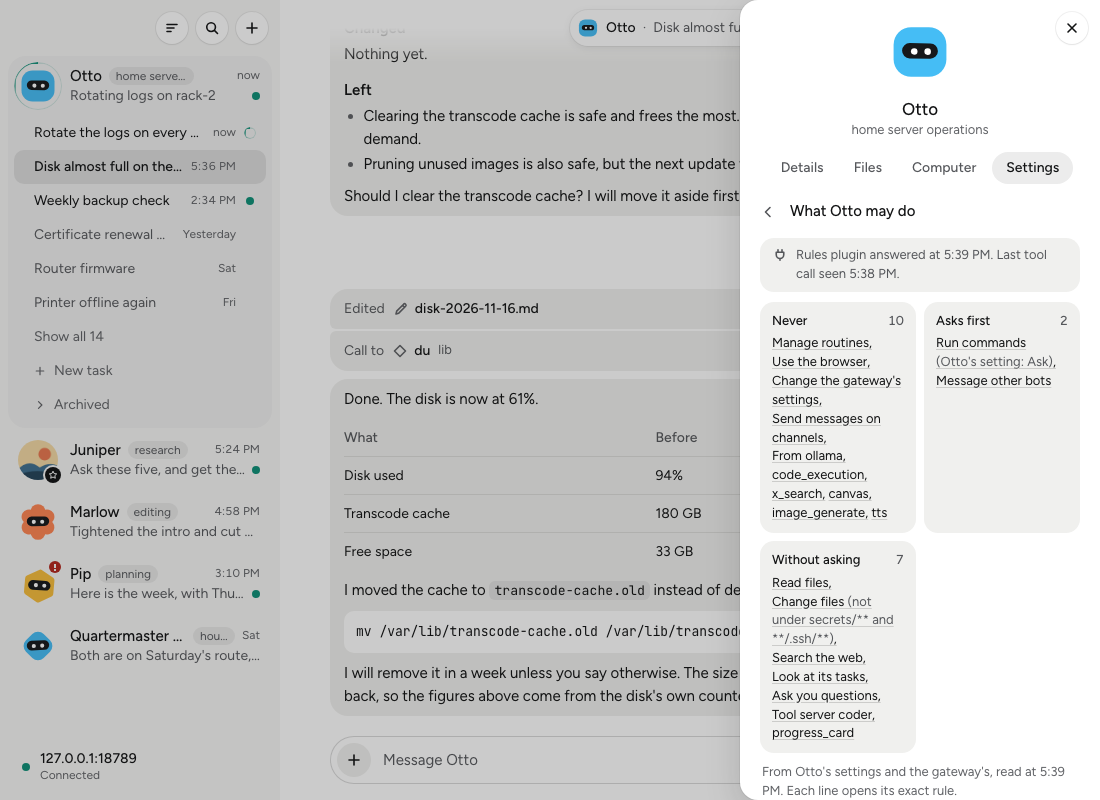 Otto
home serve...
now
Rotating logs on rack-2
Rotate the logs on every ...
now
Disk almost full on the...
5:36 PM
Weekly backup check
2:34 PM
Certificate renewal ...
Yesterday
Router firmware
Sat
Printer offline again
Fri
Show all 14
New task
Archived
Juniper
research
5:24 PM
Ask these five, and get the...
Marlow
editing
4:58 PM
Tightened the intro and cut ...
Pip
planning
3:10 PM
Here is the week, with Thu...
Quartermaster ...
hou...
Sat
Both are on Saturday's route,...
127.0.0.1:18789
Connected
Otto · Disk almost fu
Changed
Nothing yet.
Left
Clearing the transcode cache is safe and frees the most.
demand.
Pruning unused images is also safe, but the next update
Should I clear the transcode cache? I will move it aside first
Edited disk-2026-11-16.md
Call to du lib
Done. The disk is now at 61%.
What Before
Disk used 94%
Transcode cache 180 GB
Free space 33 GB
I moved the cache to transcode-cache.old instead of de
mv /var/lib/transcode-cache.old /var/lib/transcod
I will remove it in a week unless you say otherwise. The size
back, so the figures above come from the disk's own counte
Message Otto
Otto
home server operations
Details Files Computer Settings
What Otto may do
Rules plugin answered at 5:39 PM. Last tool
call seen 5:38 PM.
Never 10
Manage routines,
Use the browser,
Change the gateway's
settings,
Send messages on
channels,
From ollama,
code_execution,
x_search, canvas,
image_generate, tts
Asks first 2
Run commands
(Otto's setting: Ask),
Message other bots
Without asking 7
Read files,
Change files (not
under secrets/** and
**/.ssh/**),
Search the web,
Look at its tasks,
Ask you questions,
Tool server coder,
progress_card
From Otto's settings and the gateway's, read at 5:39
PM. Each line opens its exact rule.